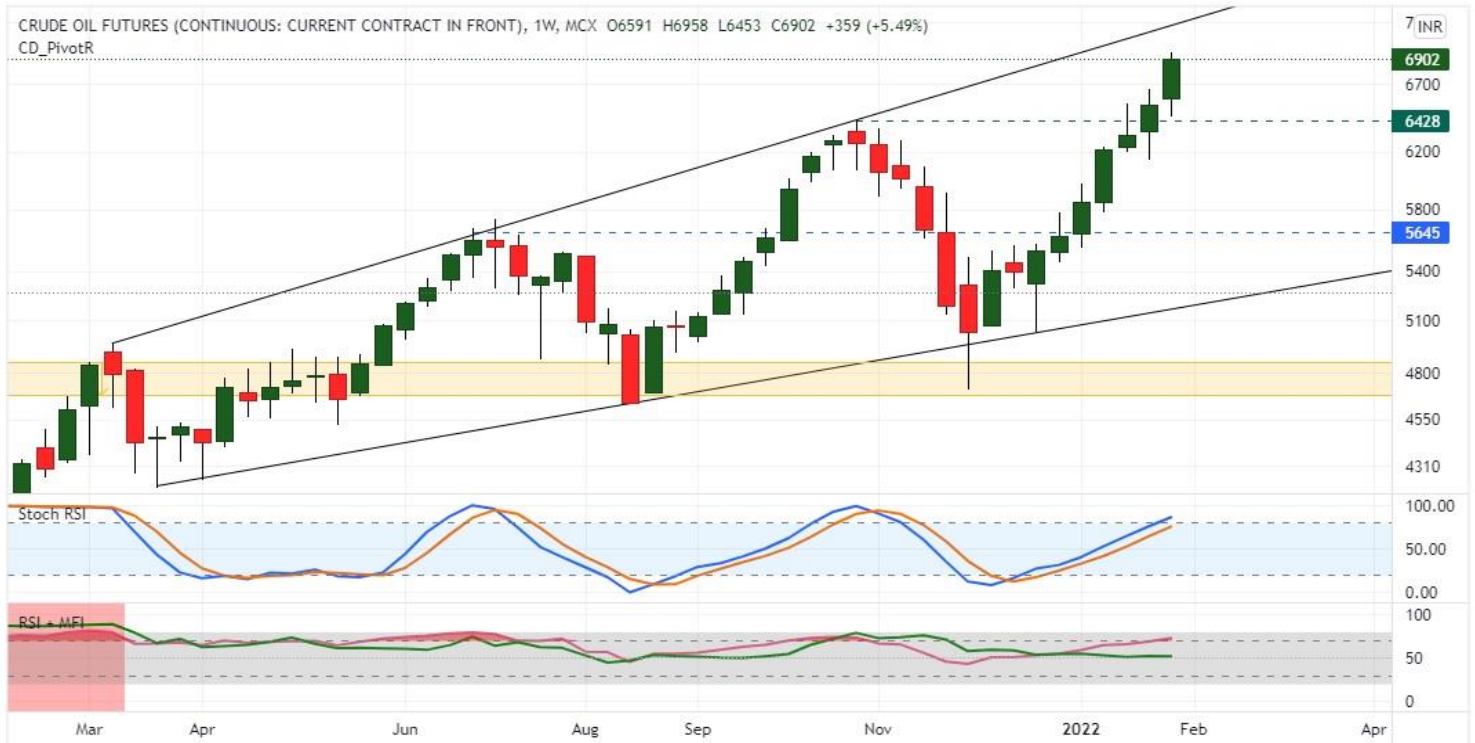 CRUDE OIL FUTURES (CONTINUOUS: CURRENT CONTRACT IN FRONT), 1W, MCX O6591 H6958 L6453 C6902 +359 (+5.49%)
CD_PivotR
INR
6902
6700
6428
6200
5800
5645
5400
5100
4800
4550
4310
Stoch RSI
100.00
50.00
0.00
RSI + MFI
100
50
0
Mar Apr Jun Aug Sep Nov 2022 Feb Apr